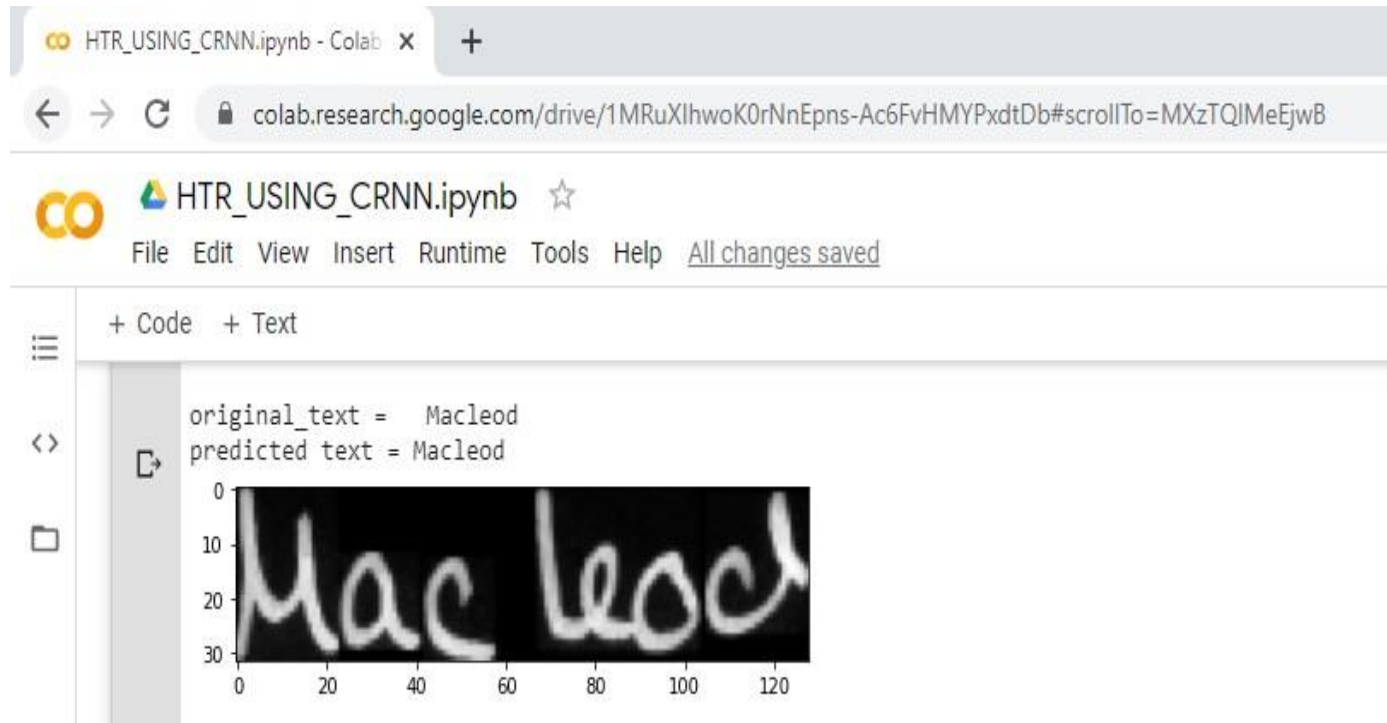 HTR_USING_CRNN.ipynb - Colab × +
colab.research.google.com/drive/1MRuXlhwoK0rNnEpns-Ac6FvHMYPxdtDb#scrollTo=MXzTQlMeEjwB
CO HTR_USING_CRNN.ipynb
File Edit View Insert Runtime Tools Help All changes saved
+ Code + Text
original_text = Macleod
predicted text = Macleod
0
10
20
30
Mac leod
0 20 40 60 80 100 120